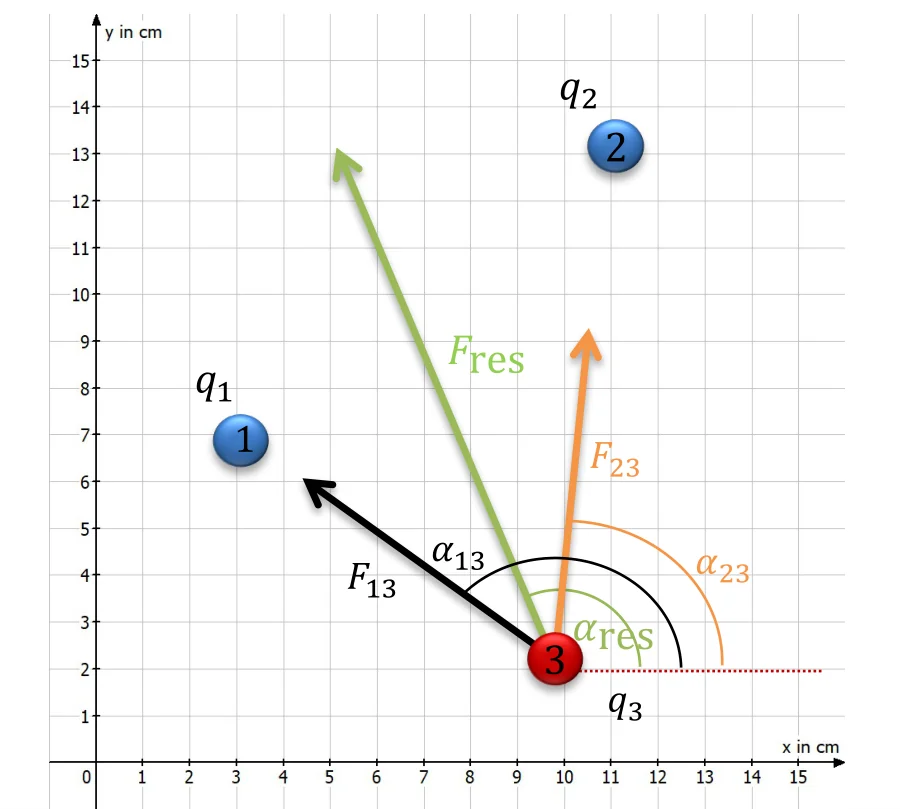 y in cm
15
14
13
12
11
10
9
8
7
6
5
4
3
2
1
q₂
2
Fres
q₁
1
F₂₃
α₁₃
F₁₃
α₂₃
αres
3
q₃
x in cm
0 1 2 3 4 5 6 7 8 9 10 11 12 13 14 15